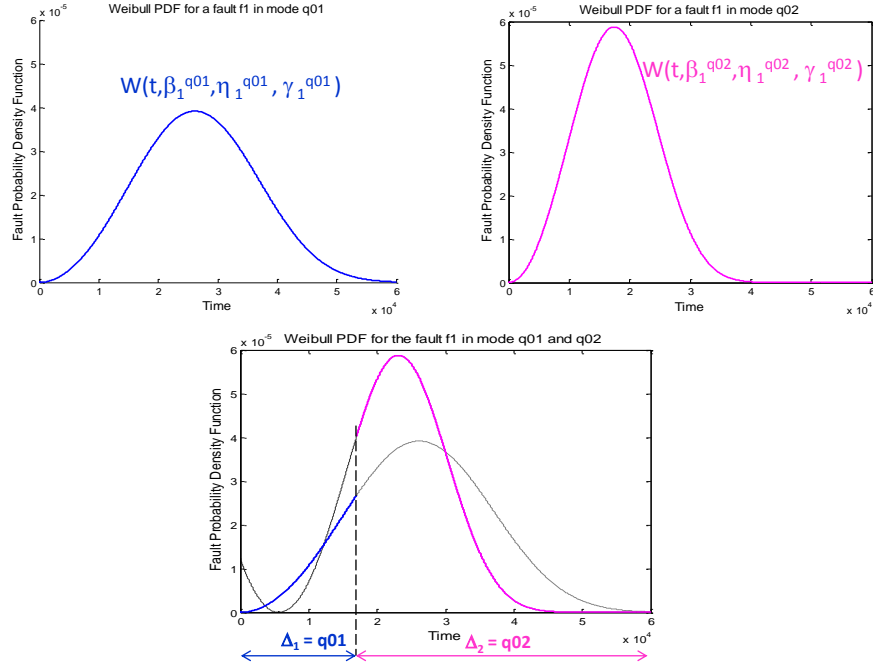 Weibull PDF for a fault f1 in mode q01
x 10^-5
6
5
4
3
2
1
0
Fault Probability Density Function
W(t,β₁^q01,η₁^q01, γ₁^q01)
0 1 2 3 4 5 6
Time
x 10^4
Weibull PDF for a fault f1 in mode q02
x 10^-5
6
5
4
3
2
1
0
Fault Probability Density Function
W(t,β₁^q02,η₁^q02, γ₁^q02)
0 1 2 3 4 5 6
Time
x 10^4
Weibull PDF for the fault f1 in mode q01 and q02
x 10^-5
6
5
4
3
2
1
0
Fault Probability Density Function
0 1 2 3 4 5 6
Time
x 10^4
Δ₁ = q01
Δ₂ = q02